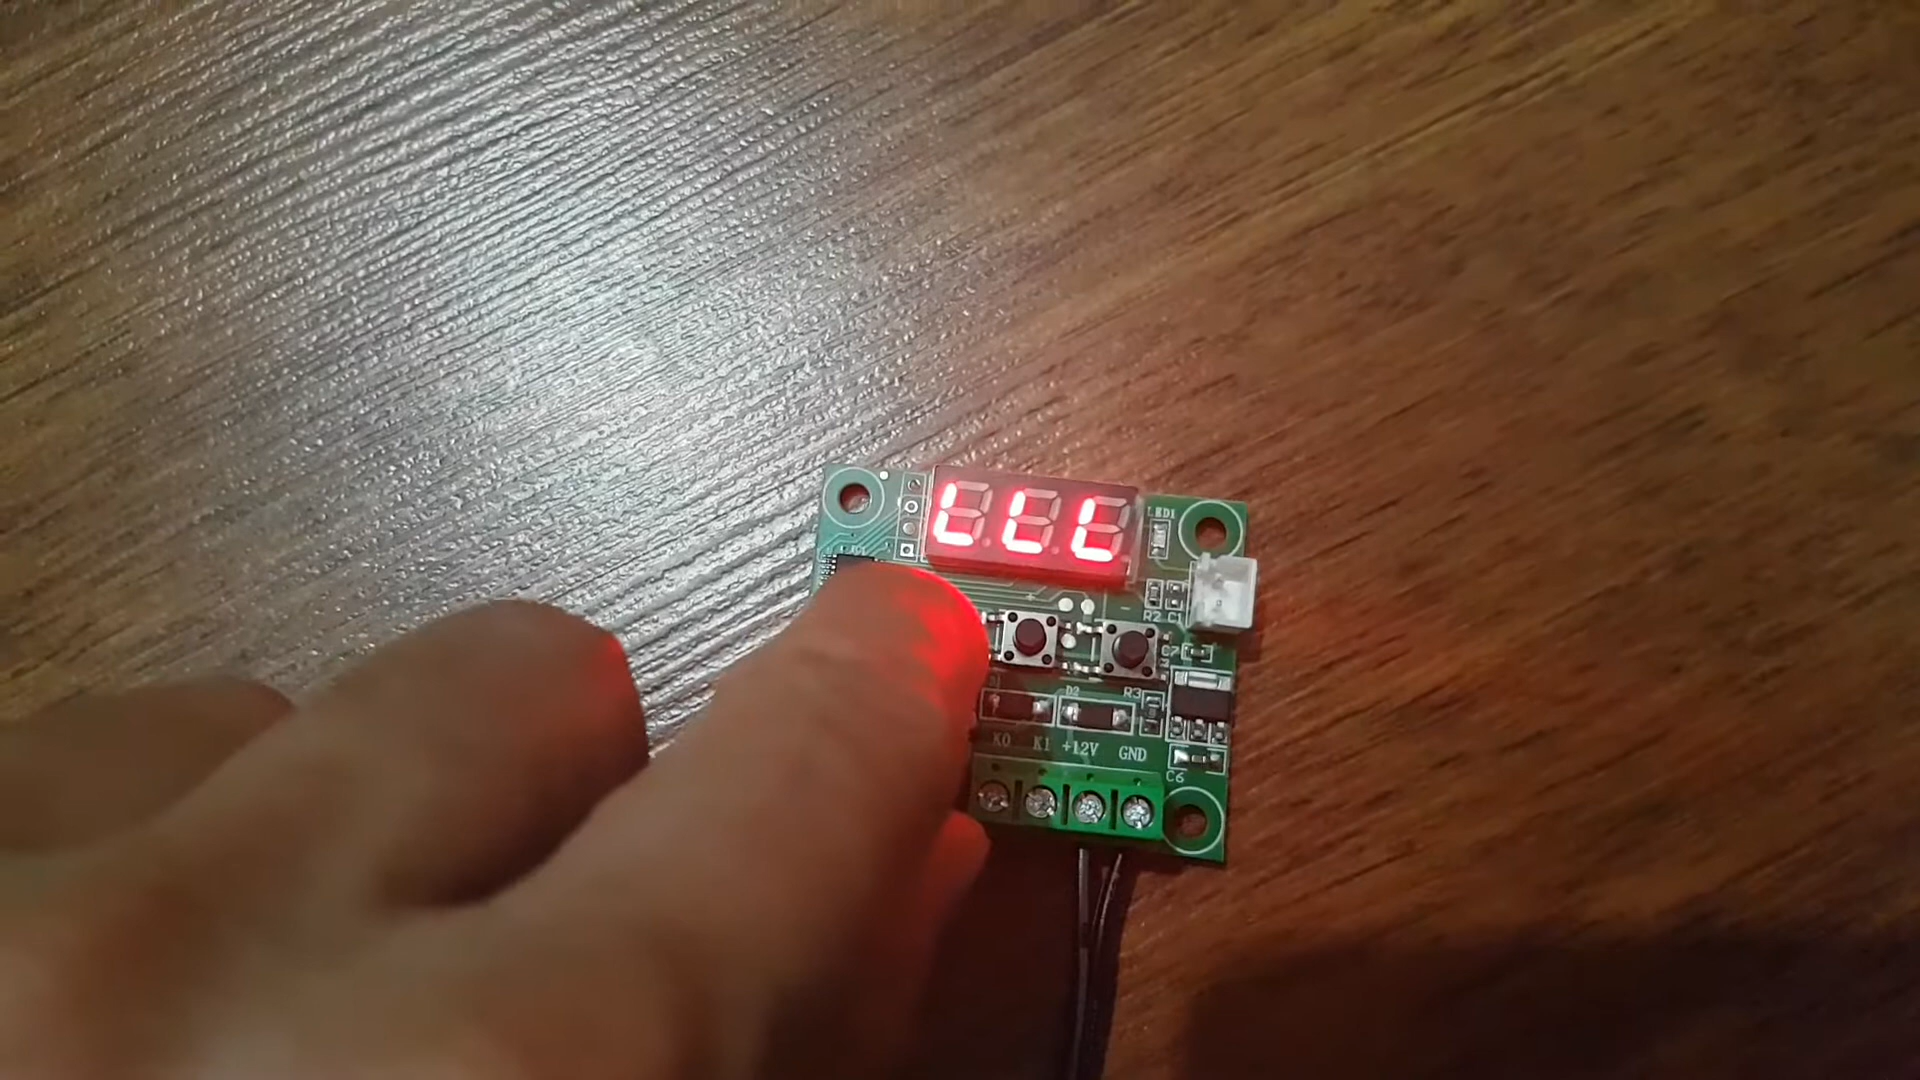 LLL
LED1
R2 C1
C7
D2 R3
K0 K1 +12V GND
C6